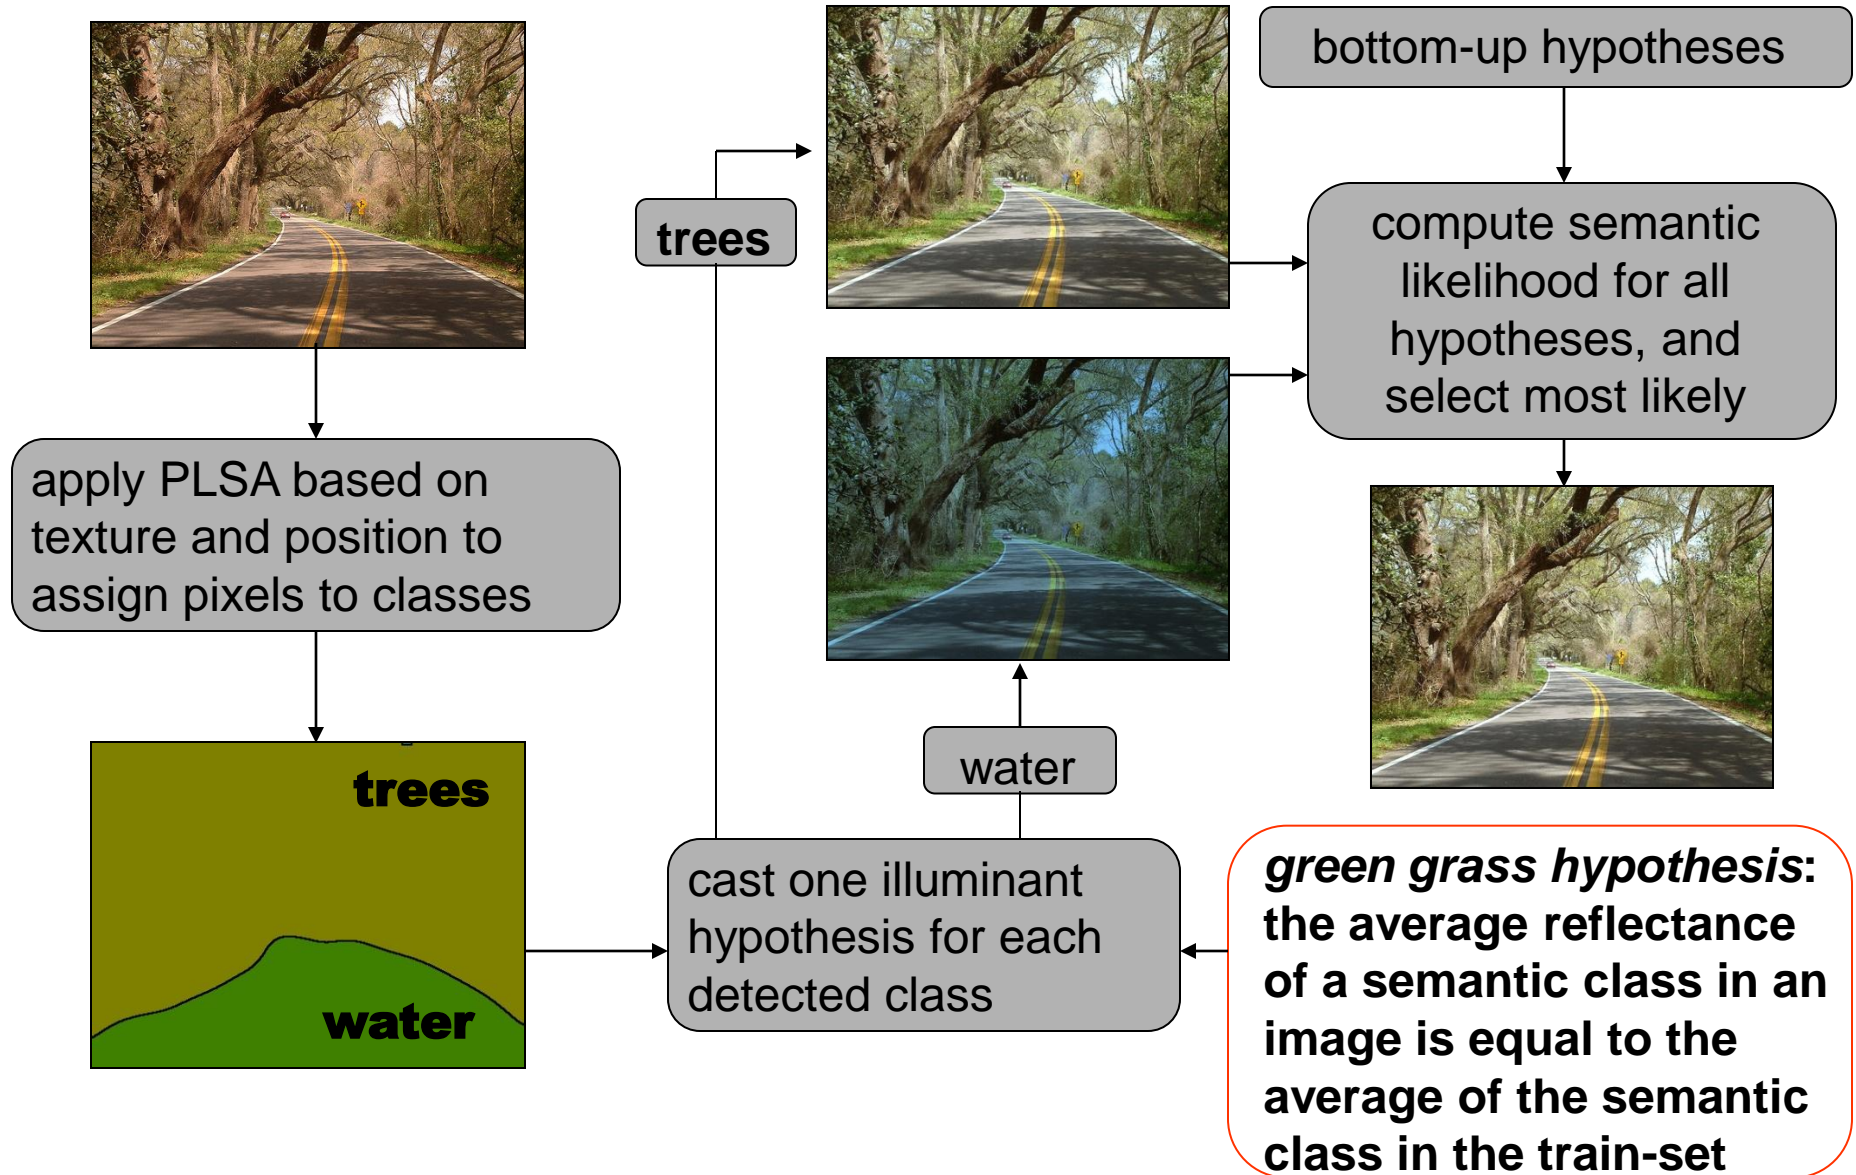 bottom-up hypotheses
trees
compute semantic
likelihood for all
hypotheses, and
select most likely
apply PLSA based on
texture and position to
assign pixels to classes
trees
water
water
cast one illuminant
hypothesis for each
detected class
green grass hypothesis:
the average reflectance
of a semantic class in an
image is equal to the
average of the semantic
class in the train-set